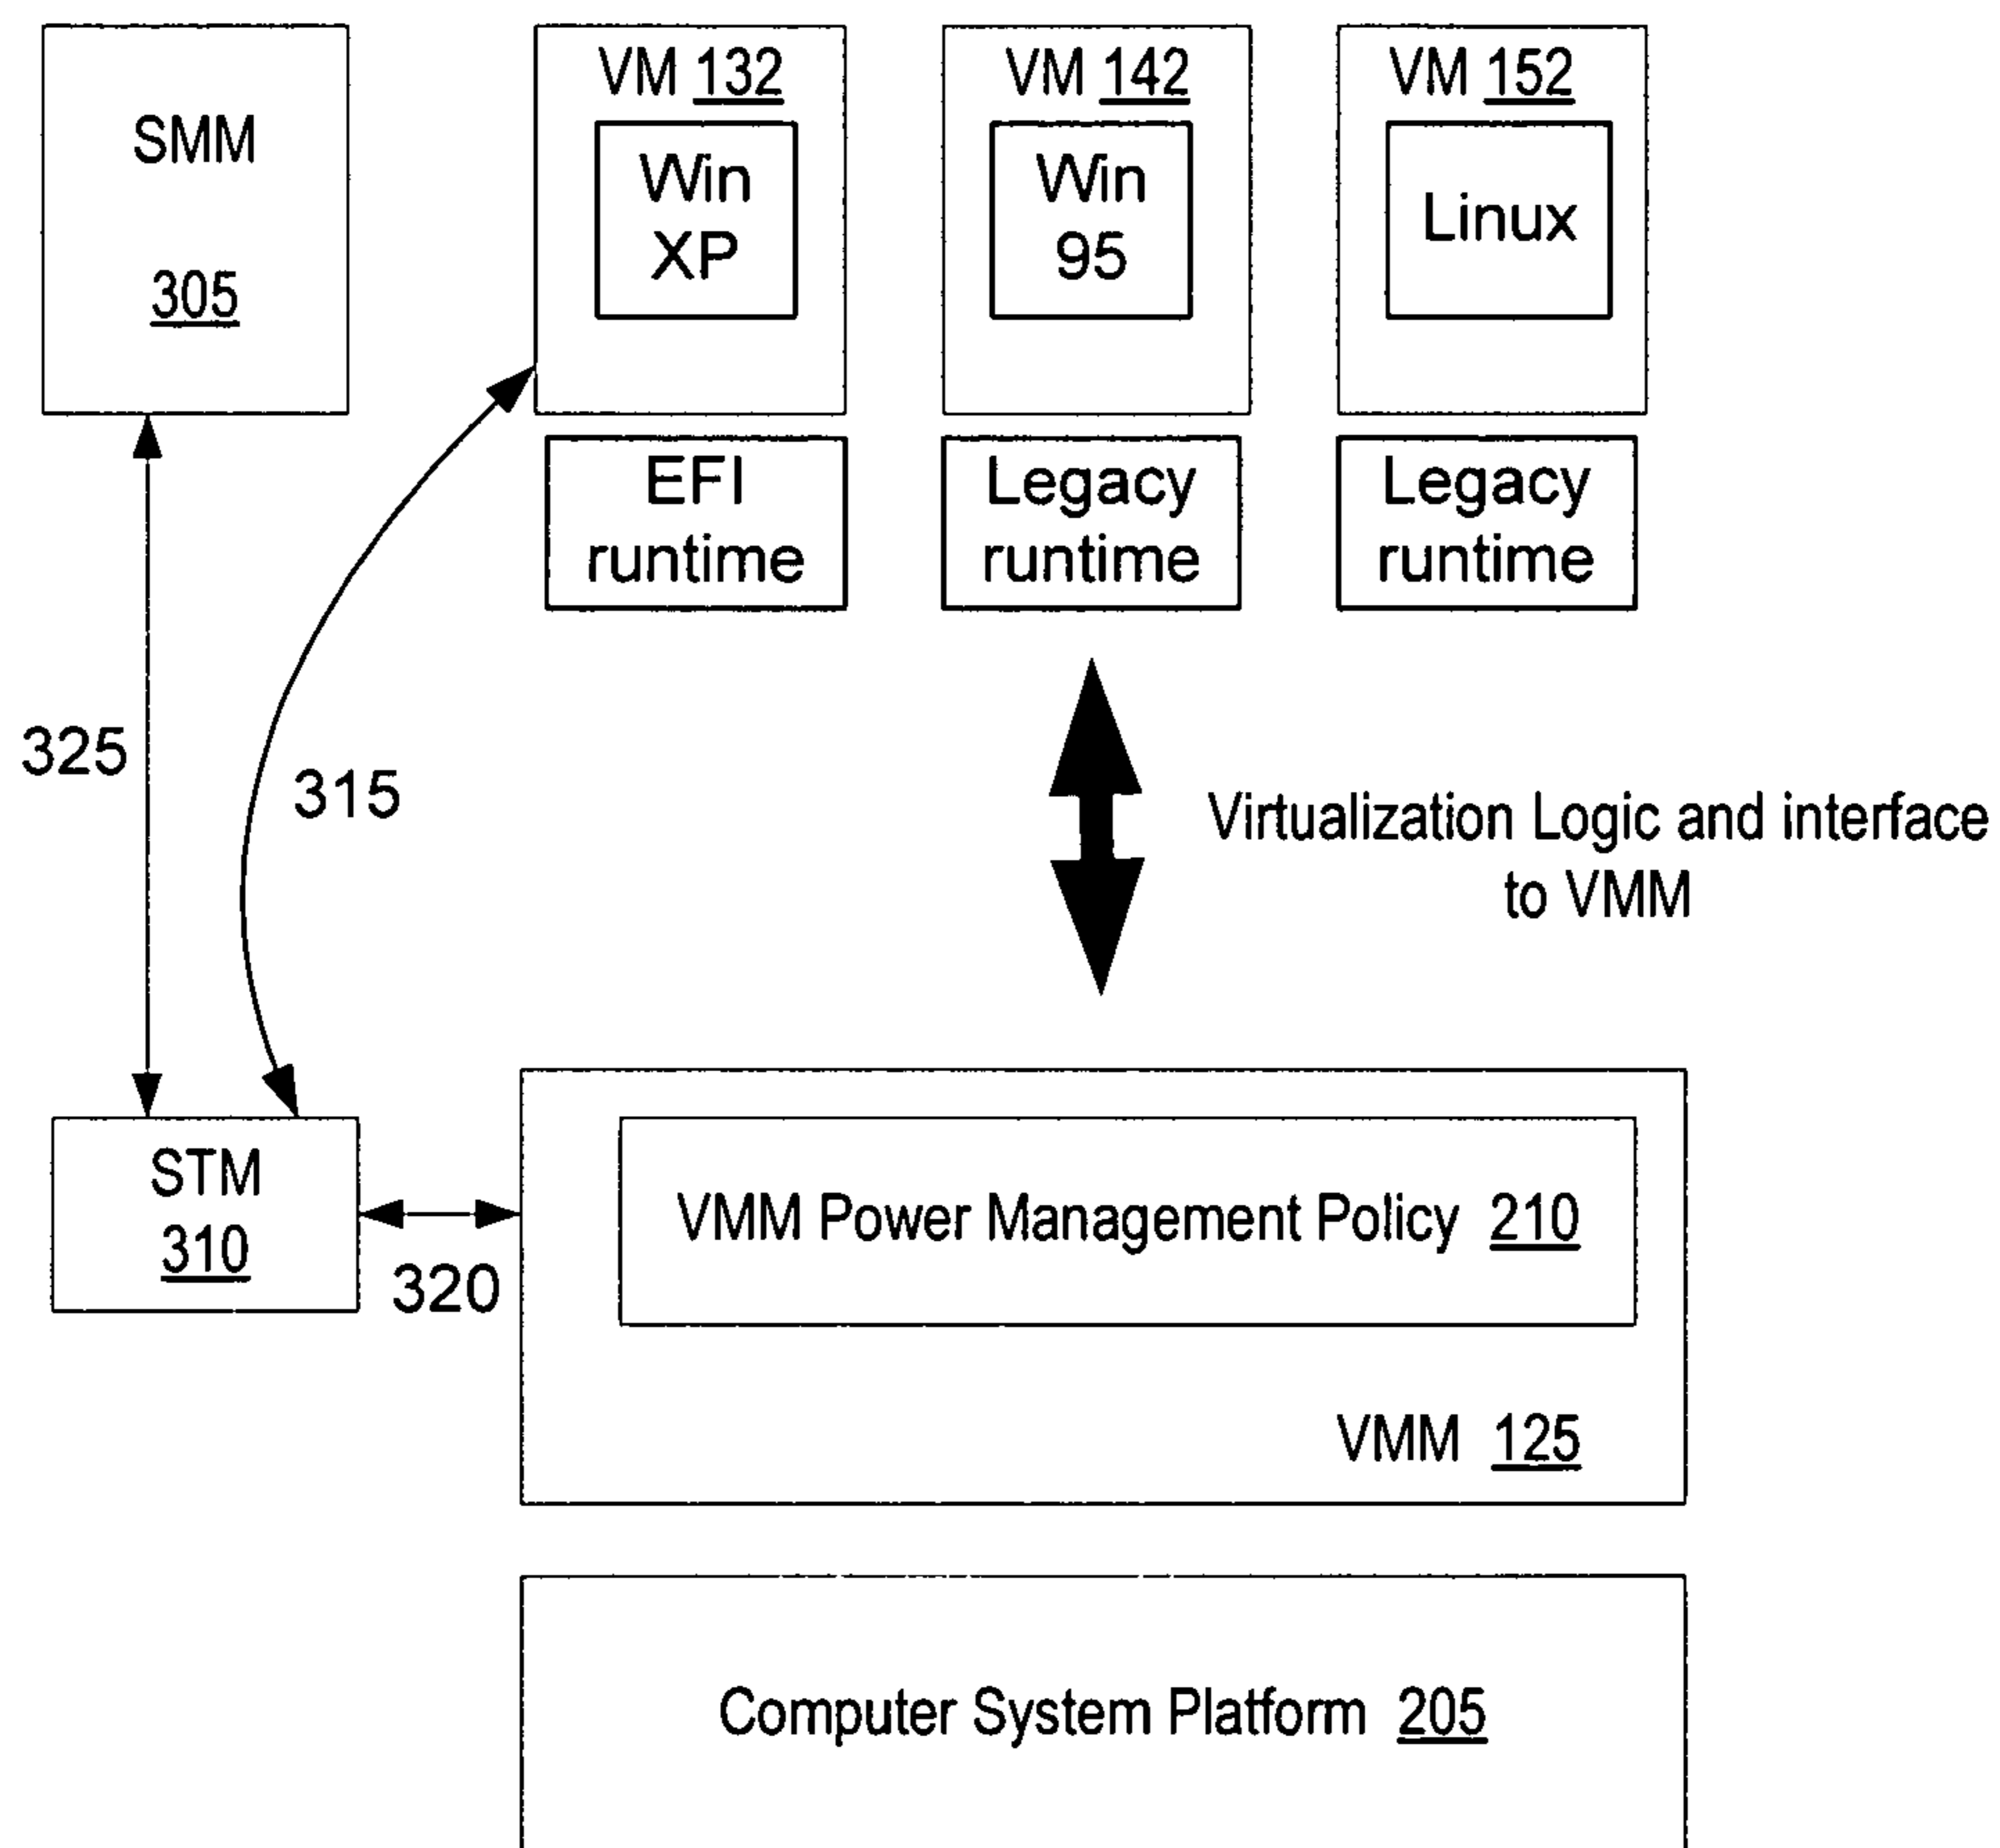 SMM
305
VM 132
Win
XP
VM 142
Win
95
VM 152
Linux
EFI
runtime
Legacy
runtime
Legacy
runtime
325
315
Virtualization Logic and interface
to VMM
STM
310
320
VMM Power Management Policy 210
VMM 125
Computer System Platform 205